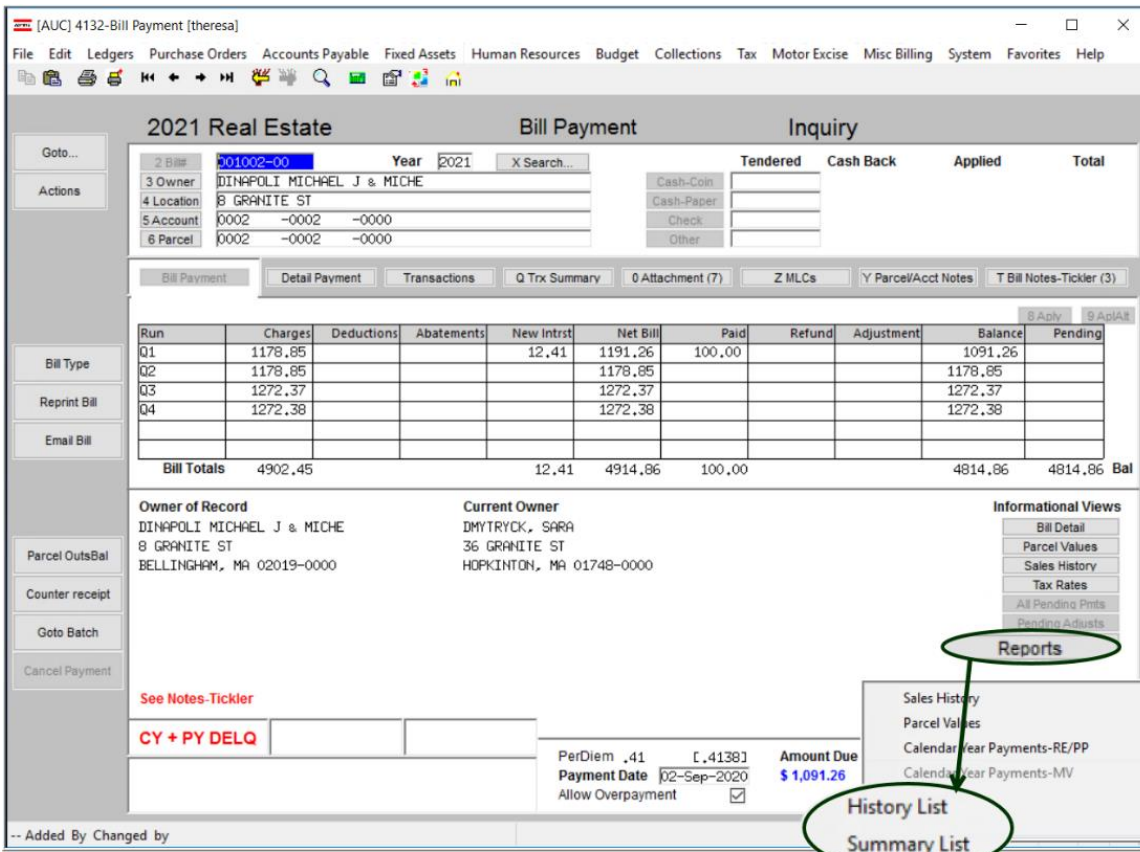 [AUC] 4132-Bill Payment [theresa]
File Edit Ledgers Purchase Orders Accounts Payable Fixed Assets Human Resources Budget Collections Tax Motor Excise Misc Billing System Favorites Help
2021 Real Estate Bill Payment Inquiry
Goto...
Actions
2 Bill# 001002-00 Year 2021 X Search... Tendered Cash Back Applied Total
3 Owner DINAPOLI MICHAEL J & MICHE Cash-Coin
4 Location 8 GRANITE ST Cash-Paper
5 Account 0002 -0002 -0000 Check
6 Parcel 0002 -0002 -0000 Other
Bill Payment Detail Payment Transactions Q Trx Summary 0 Attachment (7) Z MLCs Y Parcel/Acct Notes T Bill Notes-Tickler (3)
8 Aply 9 AplAlt
Run Charges Deductions Abatements New Intrst Net Bill Paid Refund Adjustment Balance Pending
Q1 1178.85 12.41 1191.26 100.00 1091.26
Q2 1178.85 1178.85 1178.85
Q3 1272.37 1272.37 1272.37
Q4 1272.38 1272.38 1272.38
Bill Totals 4902.45 12.41 4914.86 100.00 4814.86 4814.86 Bal
Bill Type
Reprint Bill
Email Bill
Parcel OutsBal
Counter receipt
Goto Batch
Cancel Payment
Owner of Record Current Owner Informational Views
DINAPOLI MICHAEL J & MICHE DMYTRYCK, SARA Bill Detail
8 GRANITE ST 36 GRANITE ST Parcel Values
BELLINGHAM, MA 02019-0000 HOPKINTON, MA 01748-0000 Sales History
Tax Rates
All Pending Pmts
Pending Adjusts
Reports
See Notes-Tickler
CY + PY DELQ
Sales History
Parcel Values
Calendar Year Payments-RE/PP
Calendar Year Payments-MV
History List
Summary List
PerDiem .41 [.4138] Amount Due
Payment Date 02-Sep-2020 $ 1,091.26
Allow Overpayment
-- Added By Changed by